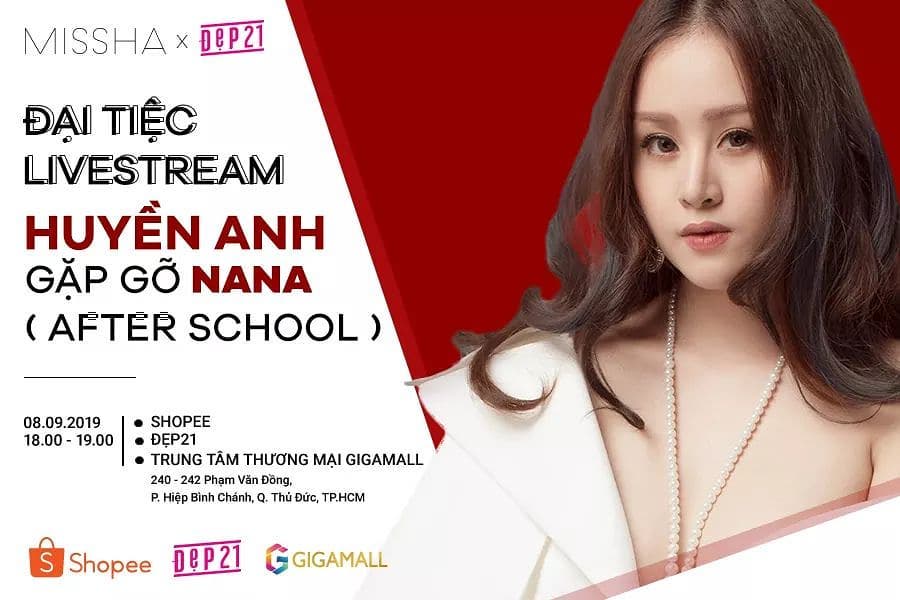 MISSHA x ĐẸP21
ĐẠI TIỆC
LIVESTREAM
HUYỀN ANH
GẶP GỠ NANA
( AFTER SCHOOL )
08.09.2019
18.00 - 19.00
SHOPEE
ĐẸP21
TRUNG TÂM THƯƠNG MẠI GIGAMALL
240 - 242 Phạm Văn Đồng,
P. Hiệp Bình Chánh, Q. Thủ Đức, TP.HCM
S Shopee ĐẸP21 GIGAMALL